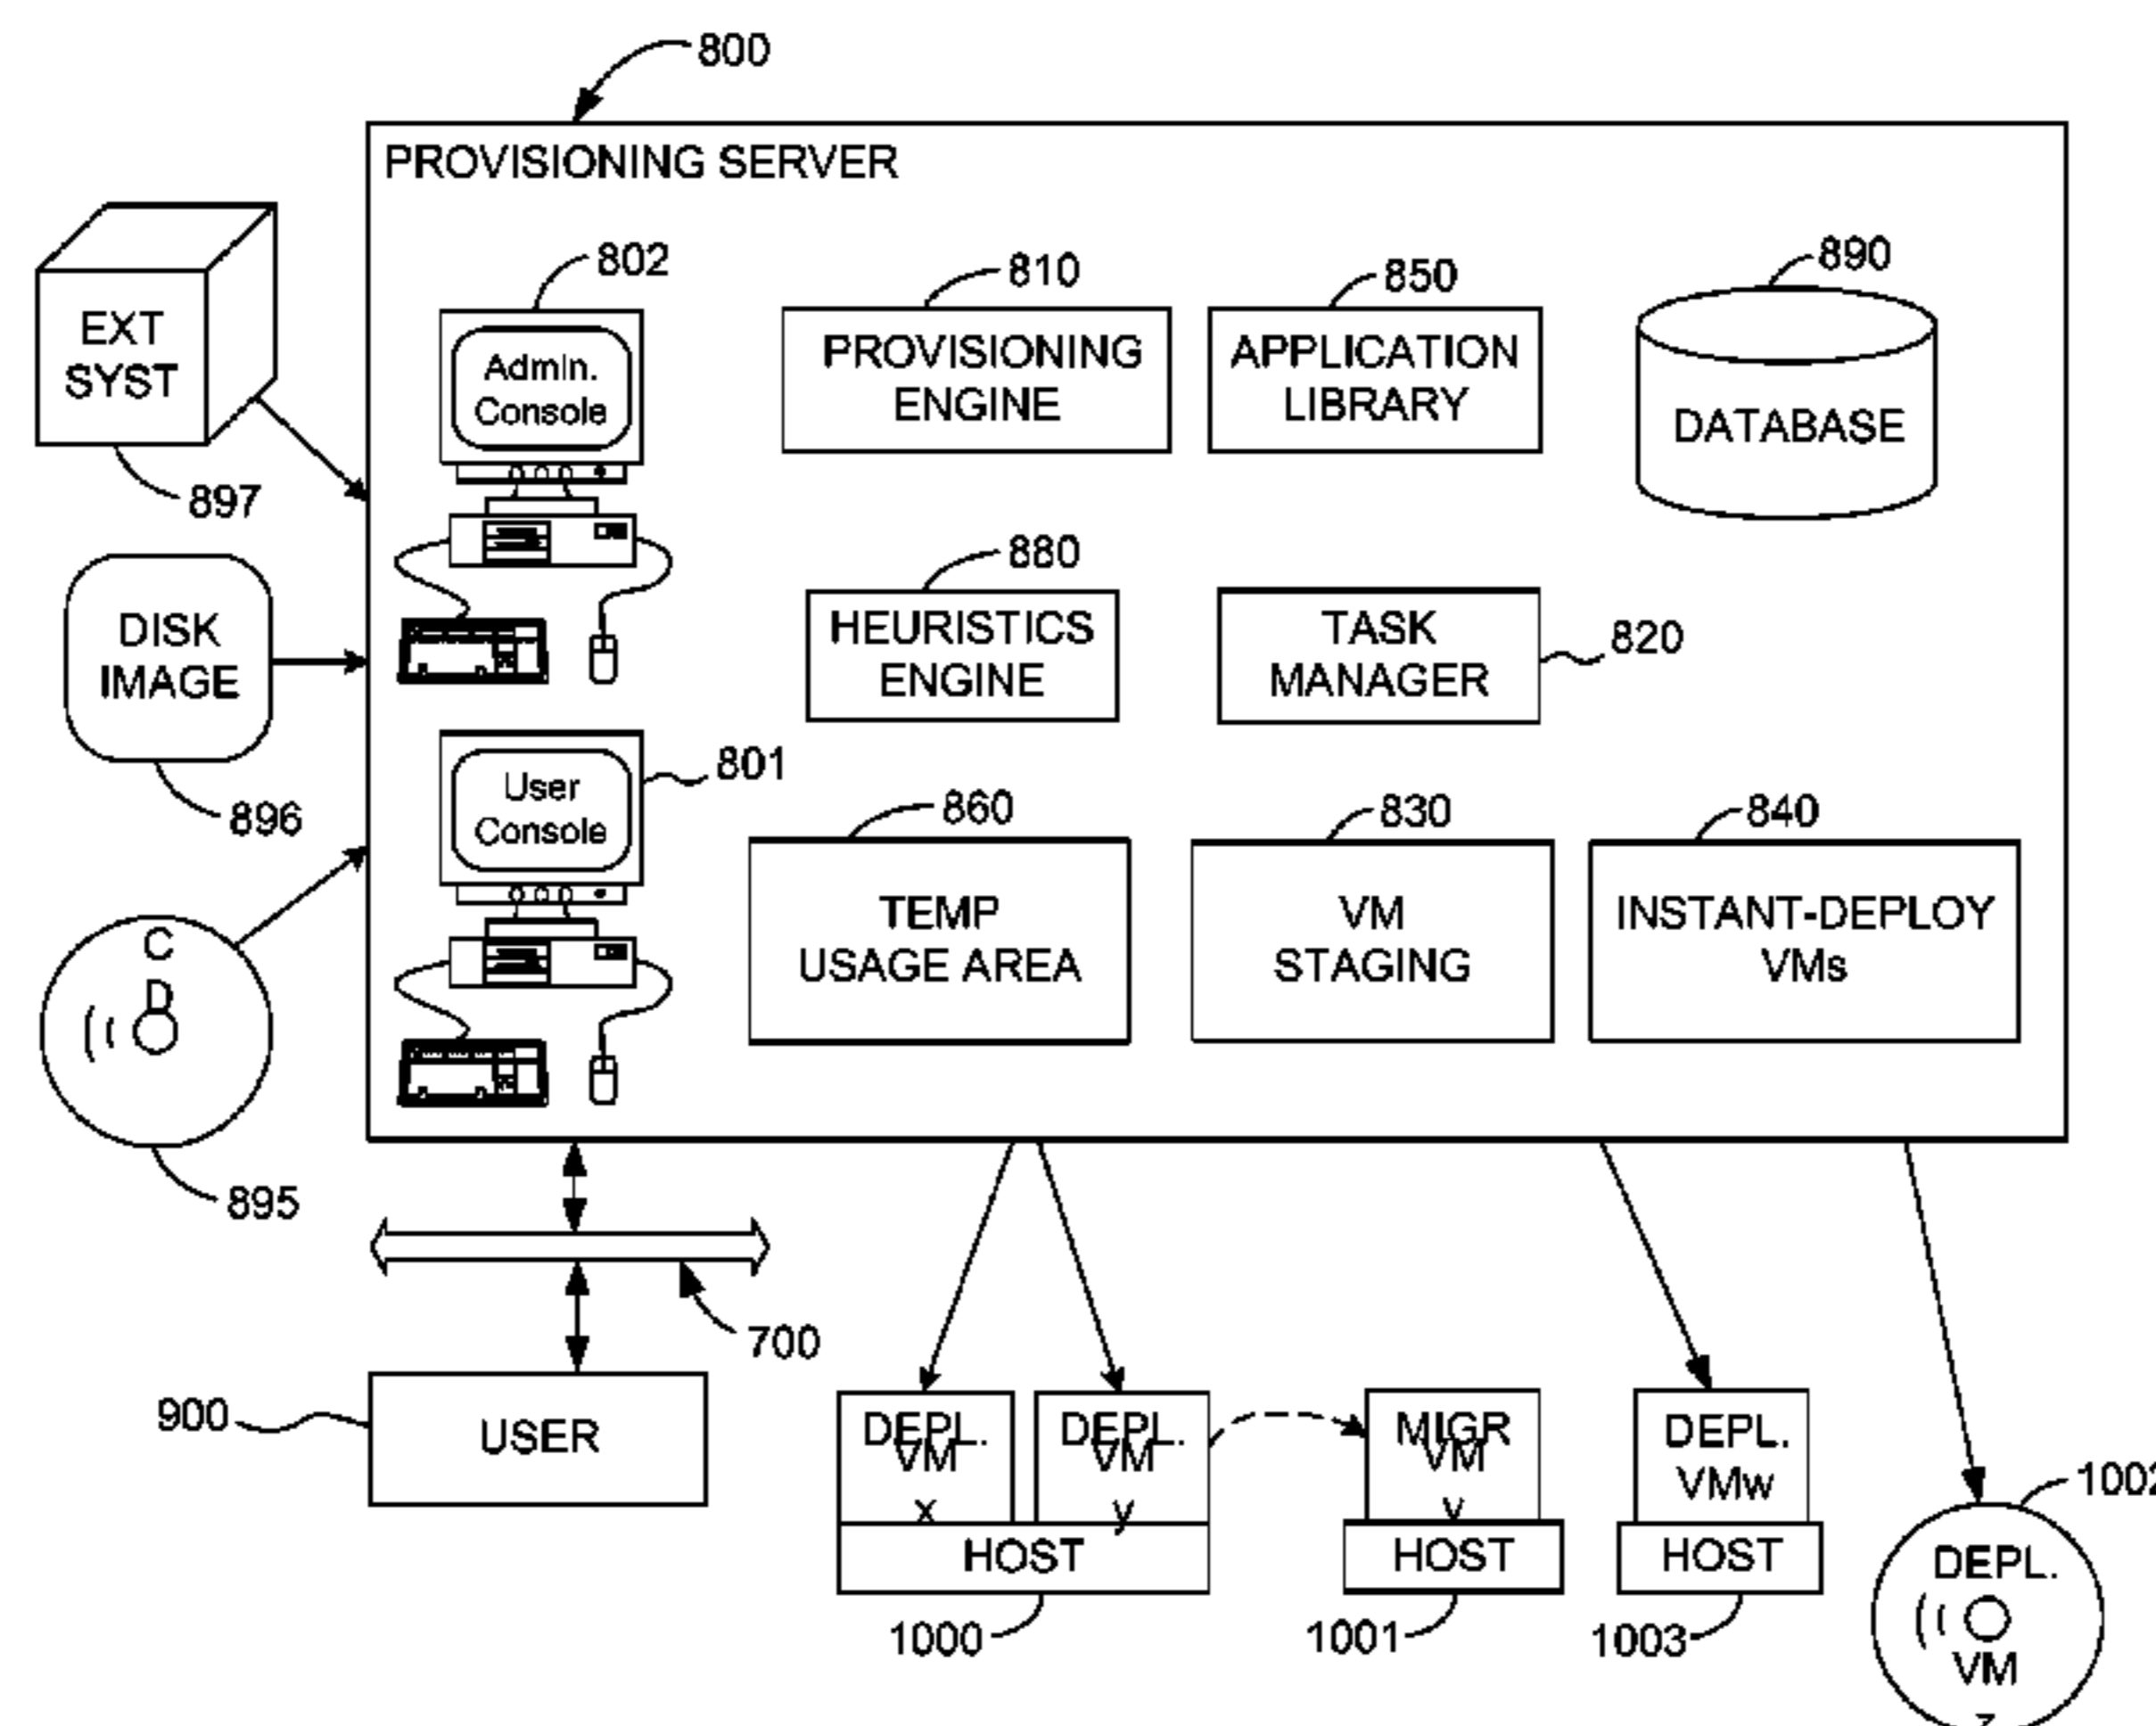 800
PROVISIONING SERVER
802
810
850
890
EXT
SYST
Admin.
Console
PROVISIONING
ENGINE
APPLICATION
LIBRARY
DATABASE
897
880
DISK
IMAGE
HEURISTICS
ENGINE
TASK
MANAGER
820
896
801
User
Console
860
830
840
TEMP
USAGE AREA
VM
STAGING
INSTANT-DEPLOY
VMs
C
D
895
700
900
USER
DEPL.
VM
x
DEPL.
VM
y
HOST
1000
MIGR
VM
HOST
1001
DEPL.
VMw
HOST
1003
1002
DEPL.
VM
z